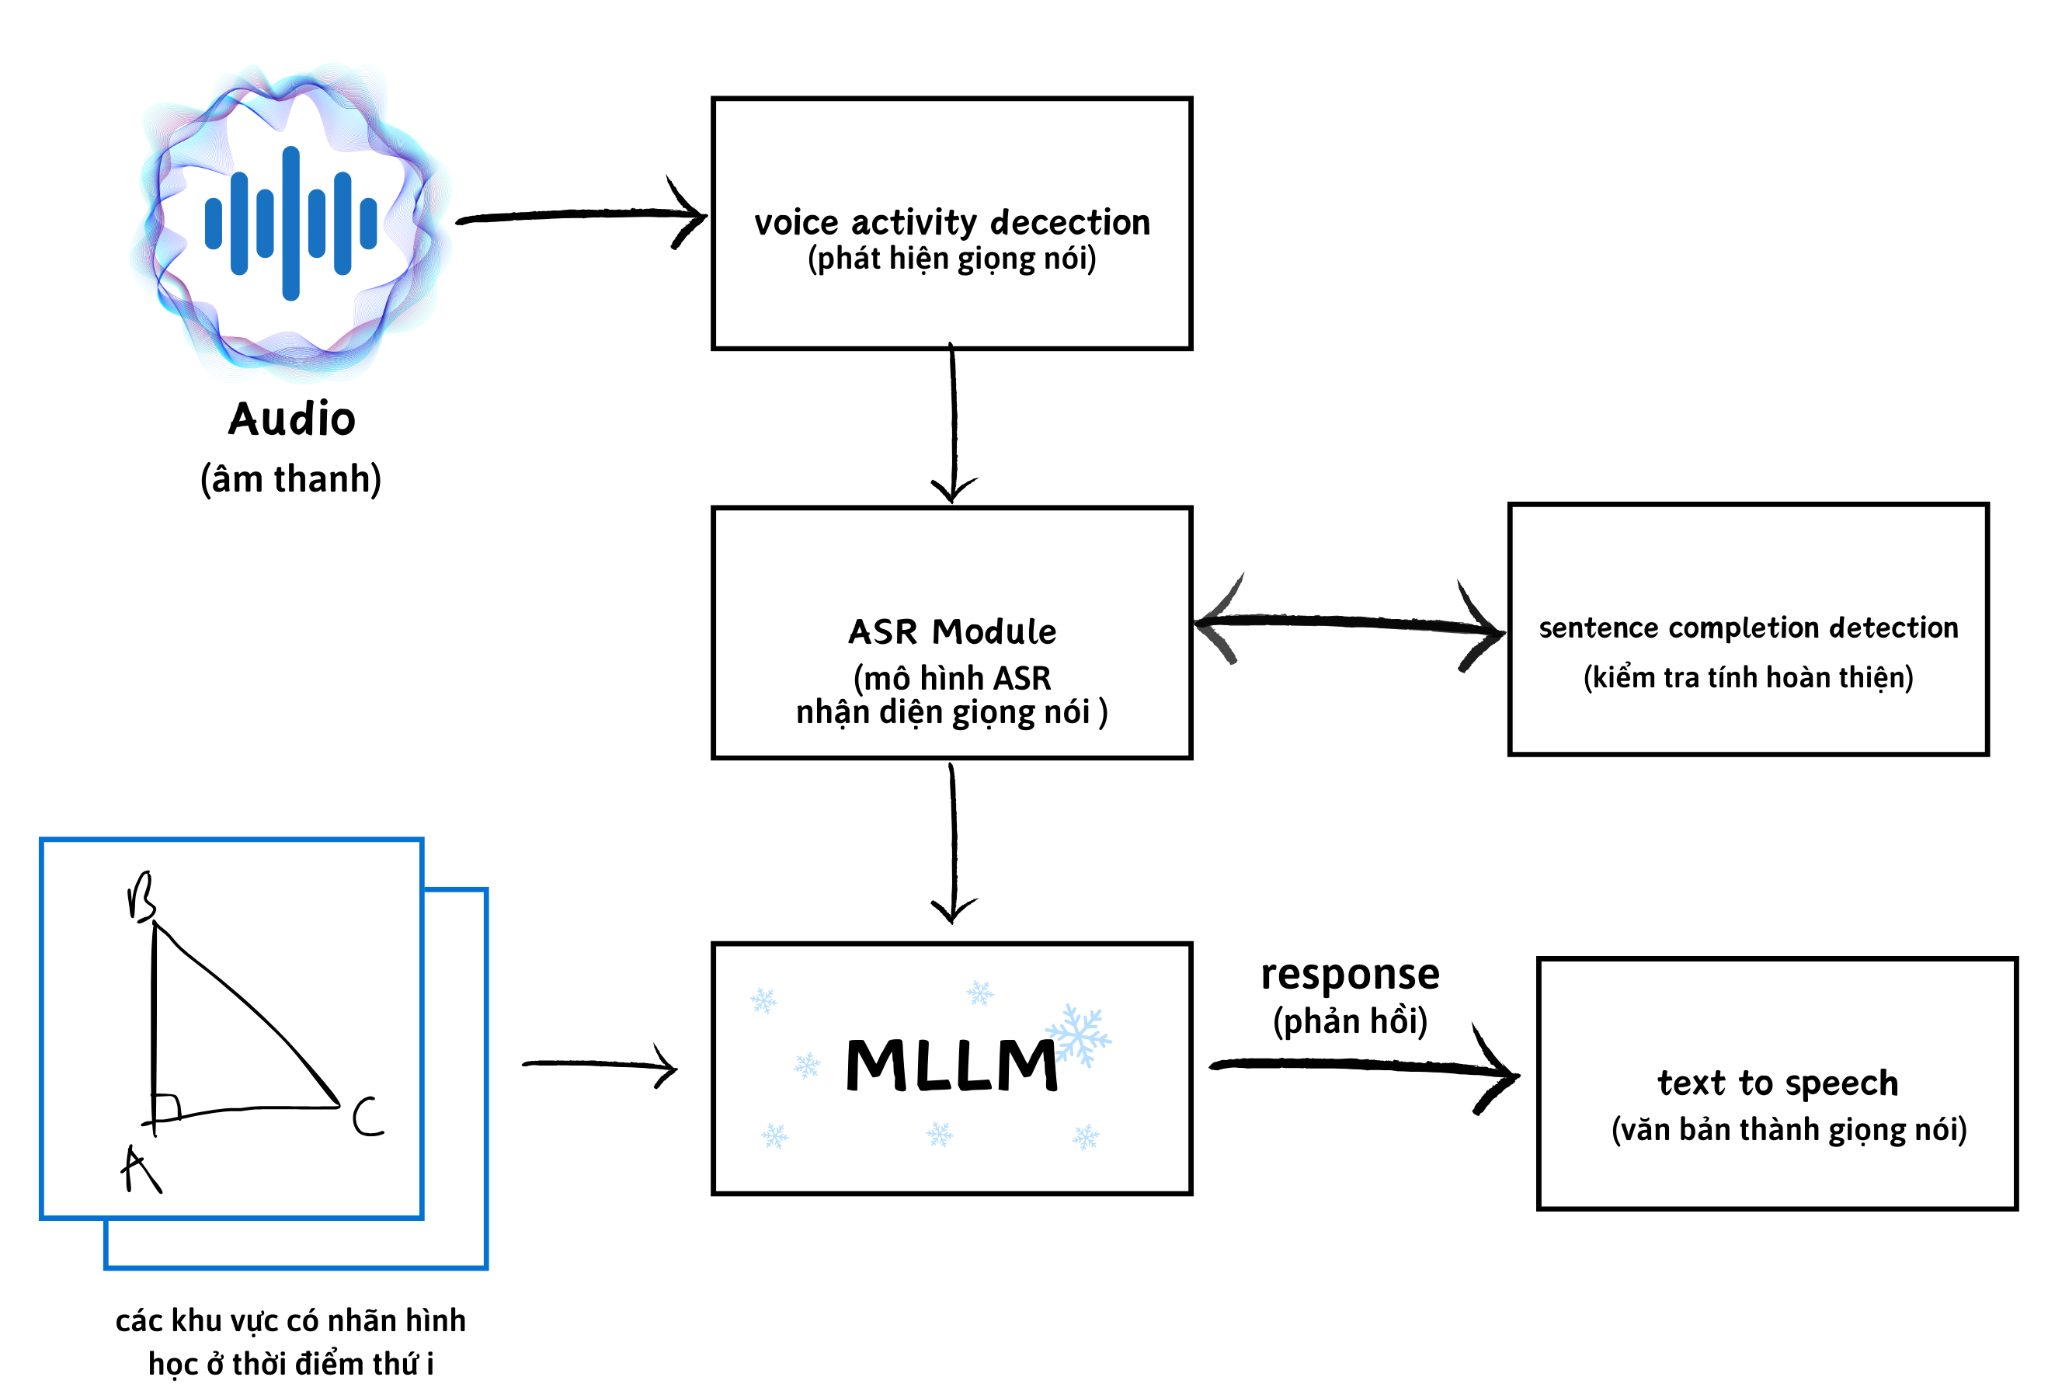 Audio
(âm thanh)
voice activity decection
(phát hiện giọng nói)
ASR Module
(mô hình ASR
nhận diện giọng nói )
sentence completion detection
(kiểm tra tính hoàn thiện)
B
A
C
các khu vực có nhãn hình
học ở thời điểm thứ i
MLLM
response
(phản hồi)
text to speech
(văn bản thành giọng nói)